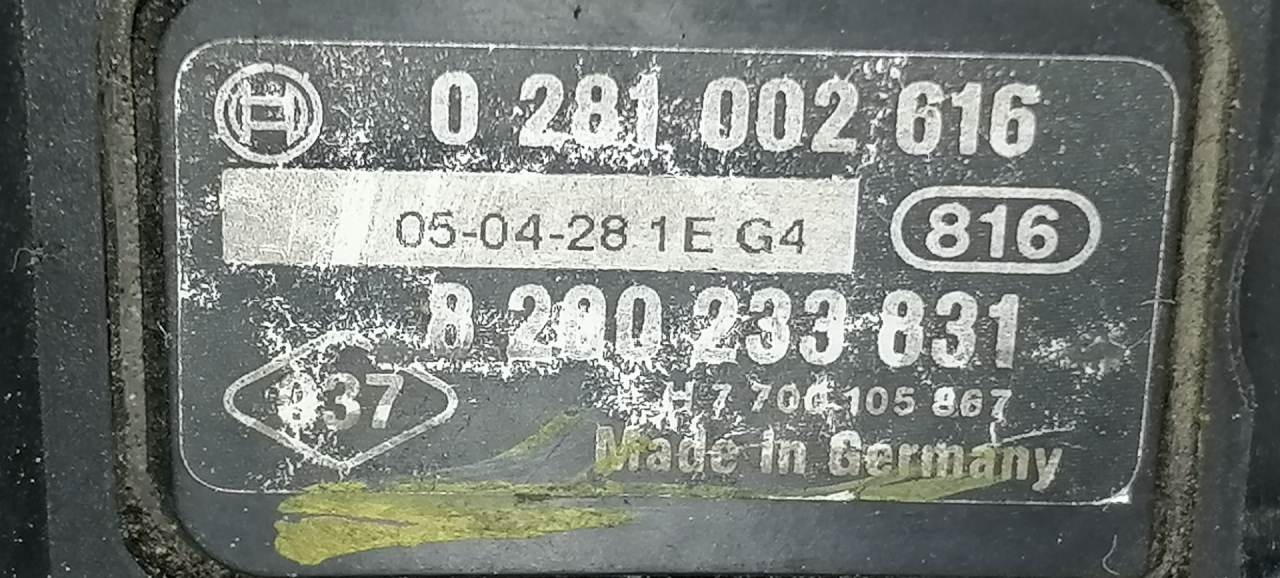 0 281 002 616
05-04-28 1E G4
816
8 200 233 831
H 7 700 105 867
Made in Germany